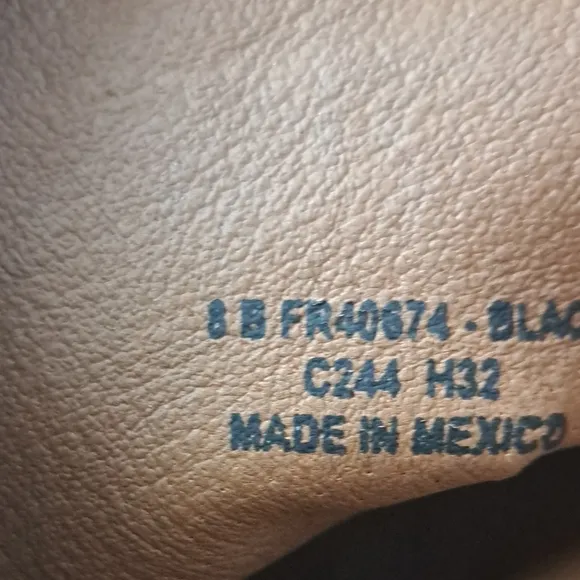 8 B FR40674 - BLAC
C244 H32
MADE IN MEXICO